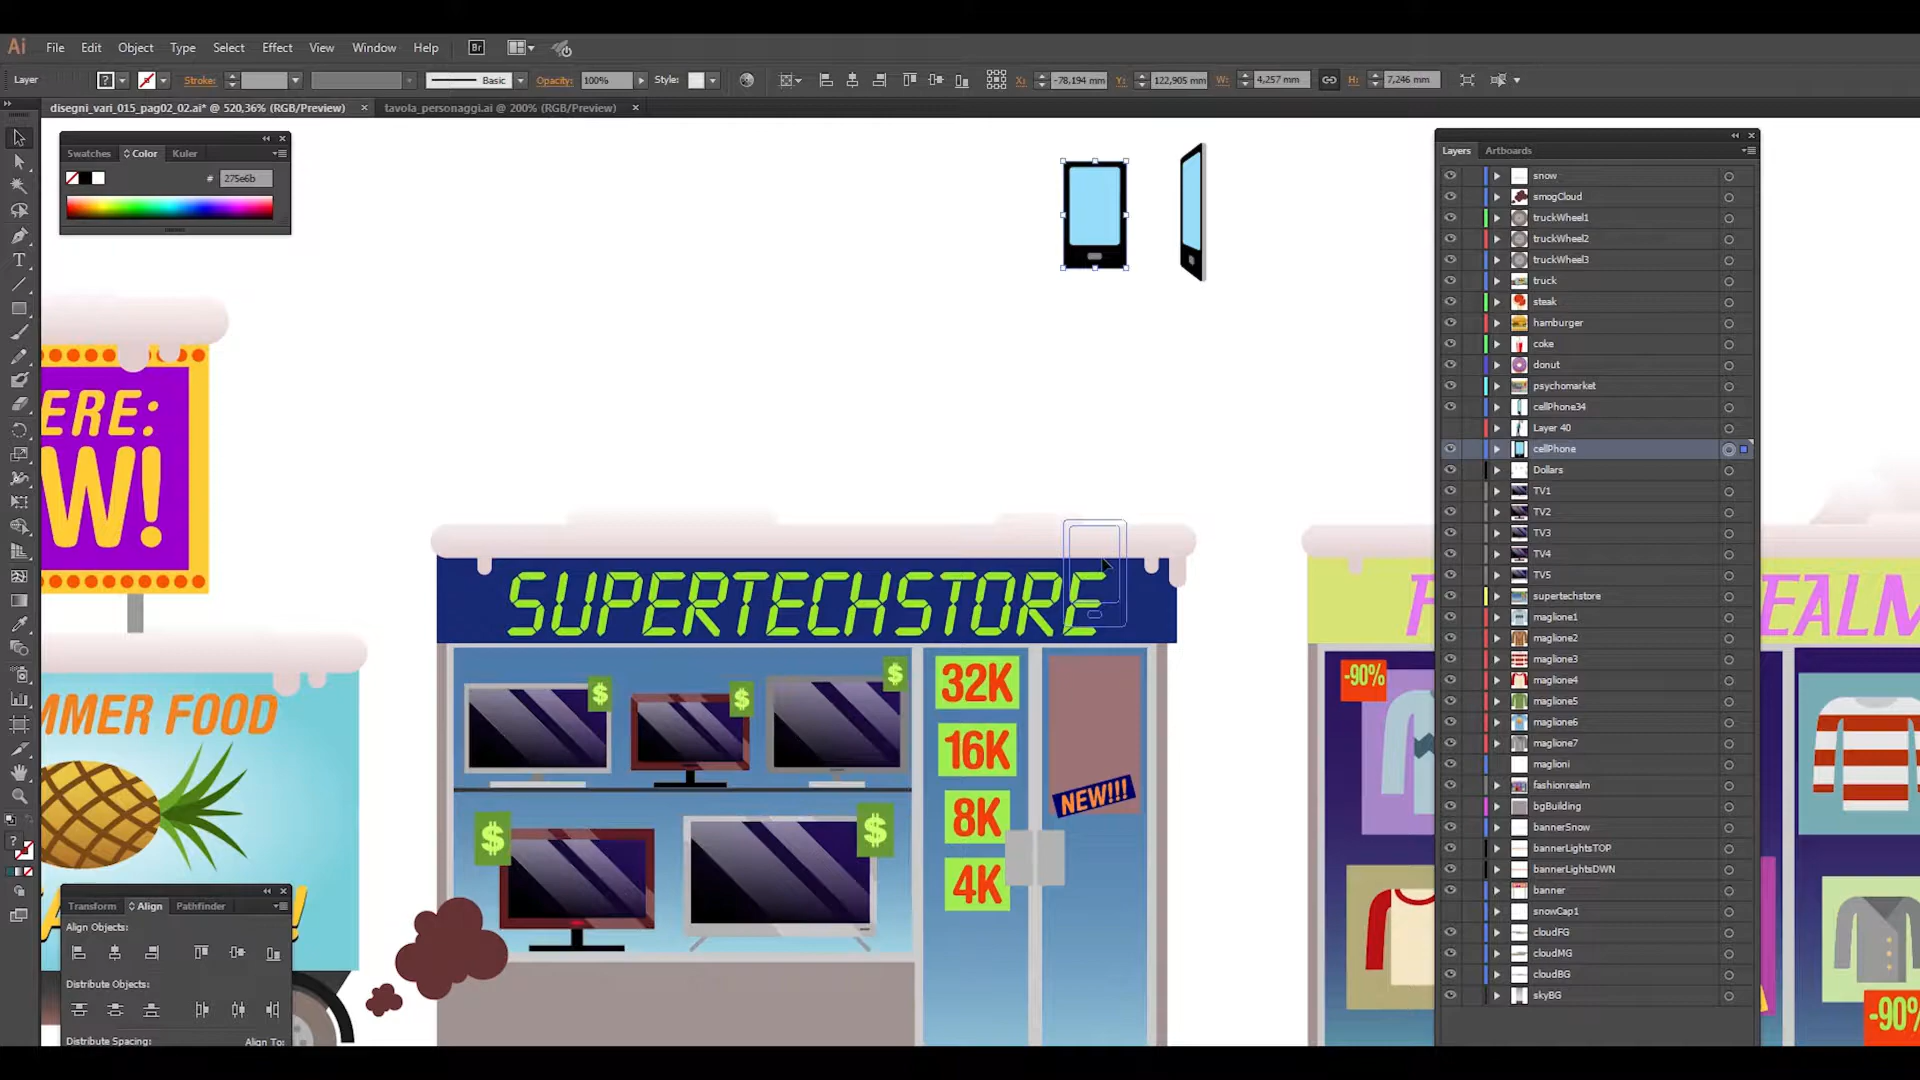 Ai File Edit Object Type Select Effect View Window Help Br
Layer Stroke: Basic Opacity: 100% Style: X: -78,194 mm Y: 122,905 mm W: 4,257 mm H: 7,246 mm
disegni_vari_015_pag02_02.ai* @ 520,36% (RGB/Preview) tavola_personaggi.ai @ 200% (RGB/Preview)
Swatches Color Kuler
# 275e6b
Layers Artboards
snow
smogCloud
truckWheel1
truckWheel2
truckWheel3
truck
steak
hamburger
coke
donut
psychomarket
cellPhone34
Layer 40
cellPhone
Dollars
TV1
TV2
TV3
TV4
TV5
supertechstore
maglione1
maglione2
maglione3
maglione4
maglione5
maglione6
maglione7
maglioni
fashionrealm
bgBuilding
bannerSnow
bannerLightsTOP
bannerLightsDWN
banner
snowCap1
cloudFG
cloudMG
cloudBG
skyBG
ERE:
W!
SUPERTECHSTORE
EALM
MMER FOOD
$ $ $
$ $
32K
16K
8K
4K
NEW!!!
-90%
-90%
Transform Align Pathfinder
Align Objects:
Distribute Objects:
Distribute Spacing: Align To: